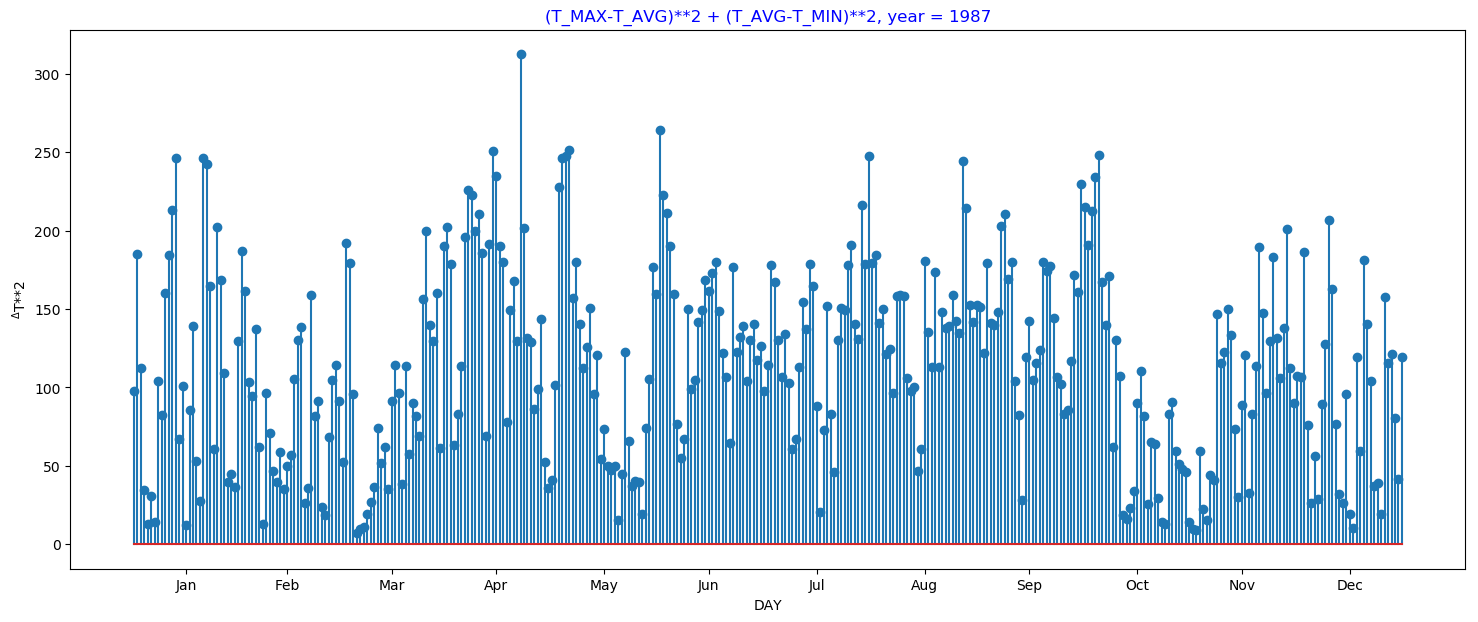 (T_MAX-T_AVG)**2 + (T_AVG-T_MIN)**2, year = 1987
300
250
200
150
100
50
0
ΔT**2
Jan Feb Mar Apr May Jun Jul Aug Sep Oct Nov Dec
DAY